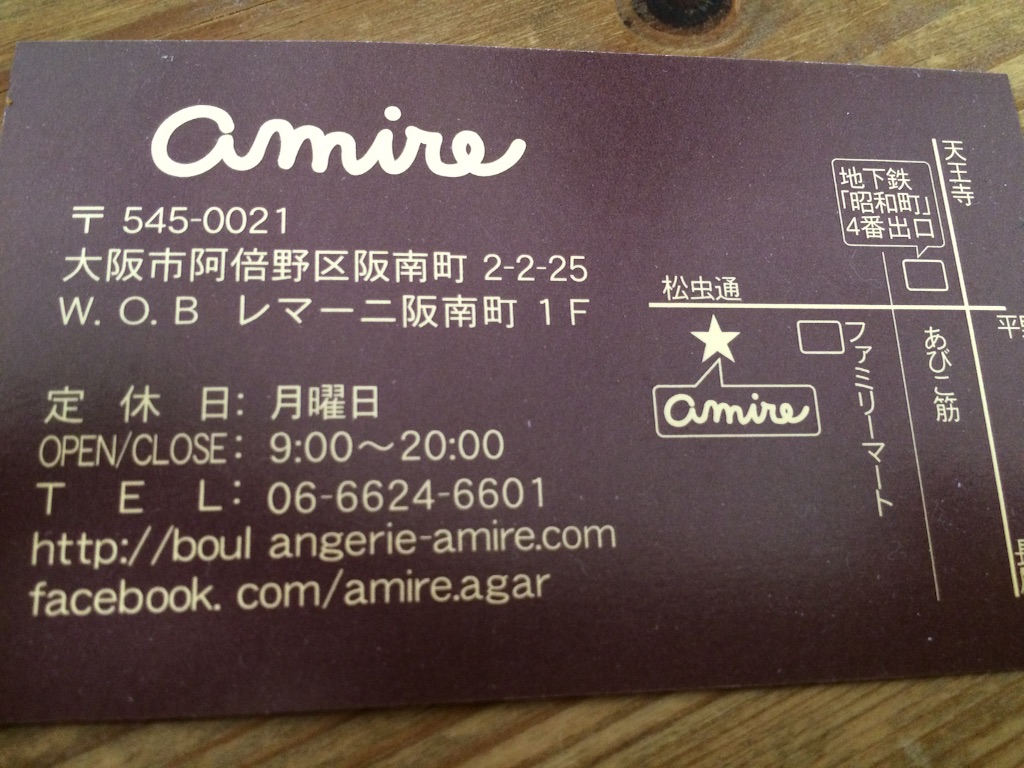 amire
〒 545-0021
大阪市阿倍野区阪南町 2-2-25
W.O.B レマーニ阪南町 1F
定休日: 月曜日
OPEN/CLOSE: 9:00～20:00
TEL: 06-6624-6601
http://boul angerie-amire.com
facebook. com/amire.agar
天王寺
地下鉄
「昭和町」
4番出口
松虫通
amire
ファミリーマート
あびこ筋
平